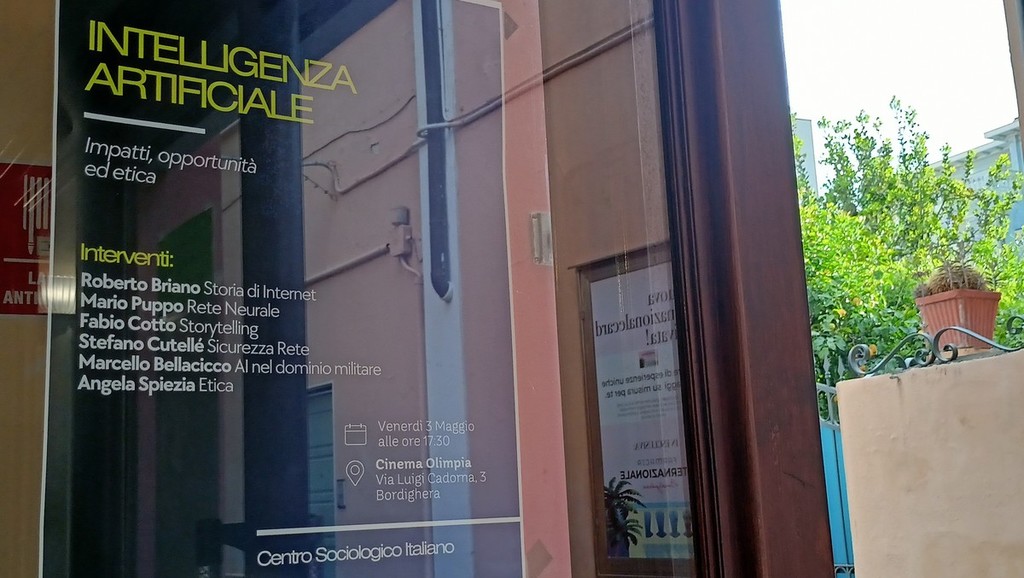 INTELLIGENZA
ARTIFICIALE
Impatti, opportunità
ed etica
Interventi:
Roberto Briano Storia di Internet
Mario Puppo Rete Neurale
Fabio Cotto Storytelling
Stefano Cutellé Sicurezza Rete
Marcello Bellacicco AI nel dominio militare
Angela Spiezia Etica
Venerdì 3 Maggio
alle ore 17.30
Cinema Olimpia
Via Luigi Cadorna, 3
Bordighera
Centro Sociologico Italiano
LA
ANTI